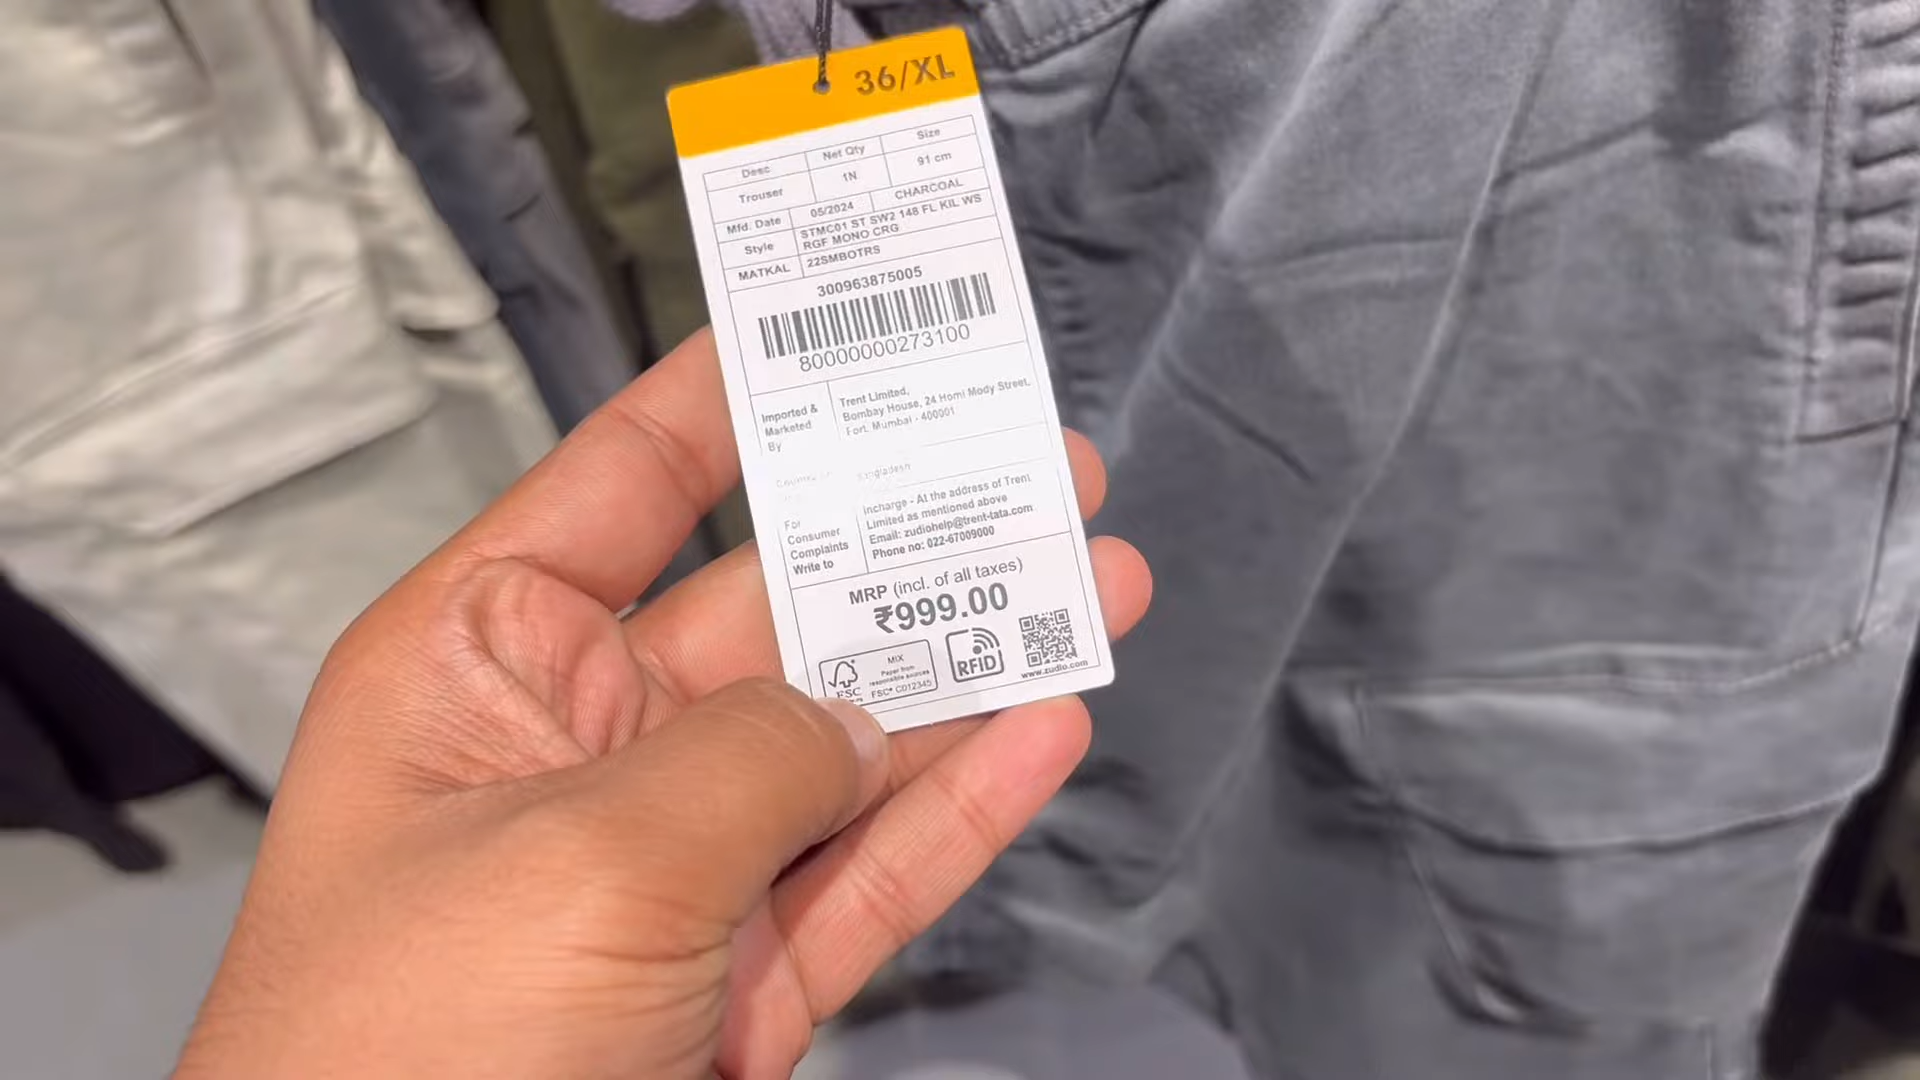 36/XL
Desc Net Qty Size
Trouser 1N 91 cm
Mfd. Date 05/2024 CHARCOAL
Style STMC01 ST SW2 148 FL KIL WS
RGF MONO CRG
MATKAL 22SMBOTRS
300963875005
80000000273100
Imported &
Marketed
By
Trent Limited,
Bombay House, 24 Homi Mody Street,
Fort, Mumbai - 400001
For
Consumer
Complaints
Write to
Incharge - At the address of Trent
Limited as mentioned above
Email: zudiohelp@trent-tata.com
Phone no: 022-67009000
MRP (incl. of all taxes)
₹999.00
FSC
MIX
Paper from
responsible sources
FSC® C012345
RFID
www.zudio.com